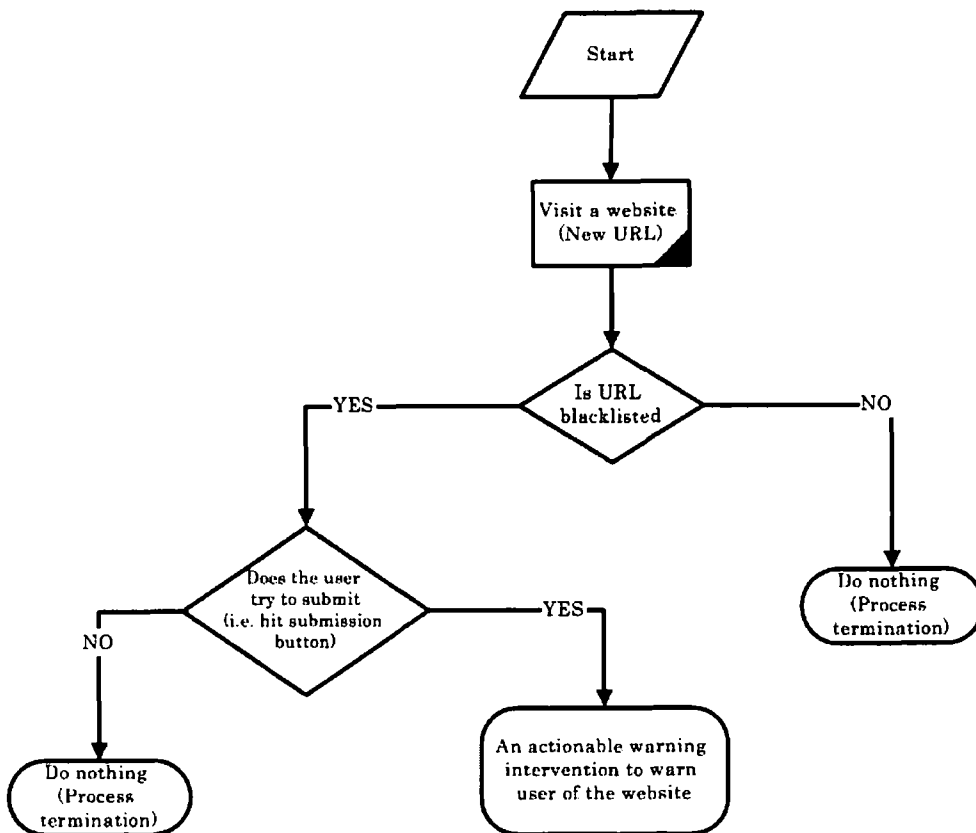 Start
Visit a website
(New URL)
Is URL
blacklisted
YES
NO
Does the user
try to submit
(i.e. hit submission
button)
NO
YES
Do nothing
(Process
termination)
Do nothing
(Process
termination)
An actionable warning
intervention to warn
user of the website